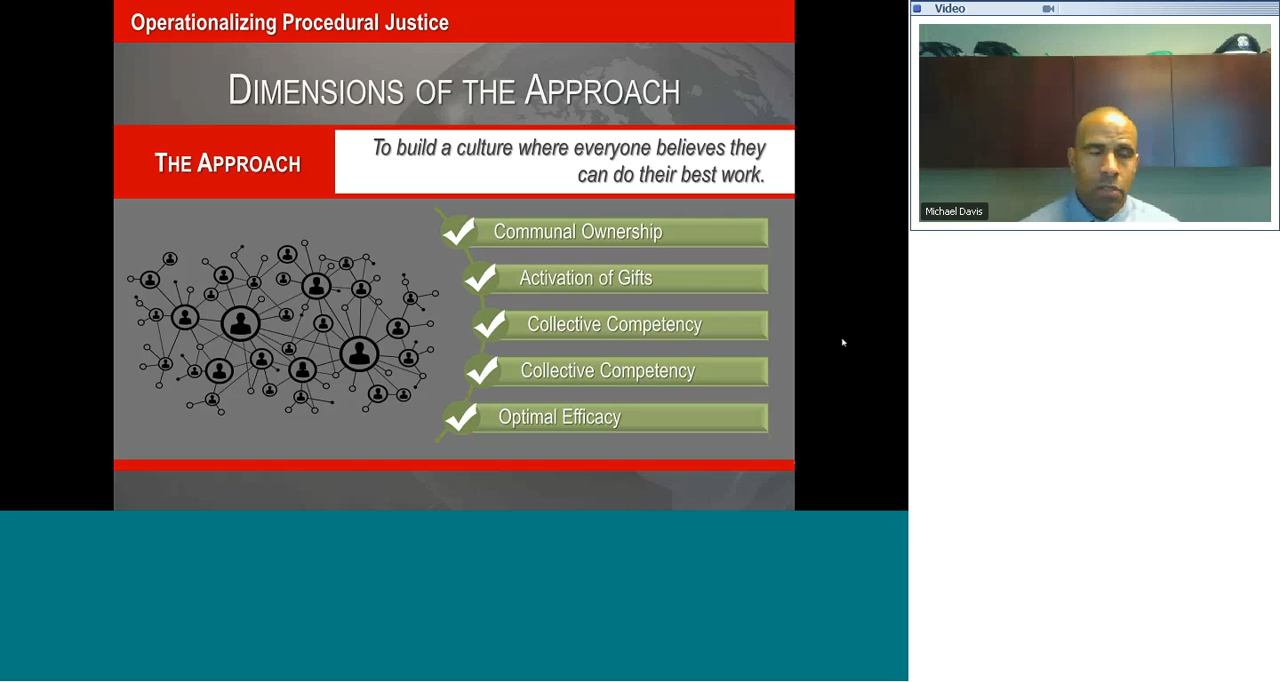 Operationalizing Procedural Justice
DIMENSIONS OF THE APPROACH
THE APPROACH
To build a culture where everyone believes they
can do their best work.
Communal Ownership
Activation of Gifts
Collective Competency
Collective Competency
Optimal Efficacy
Video
Michael Davis